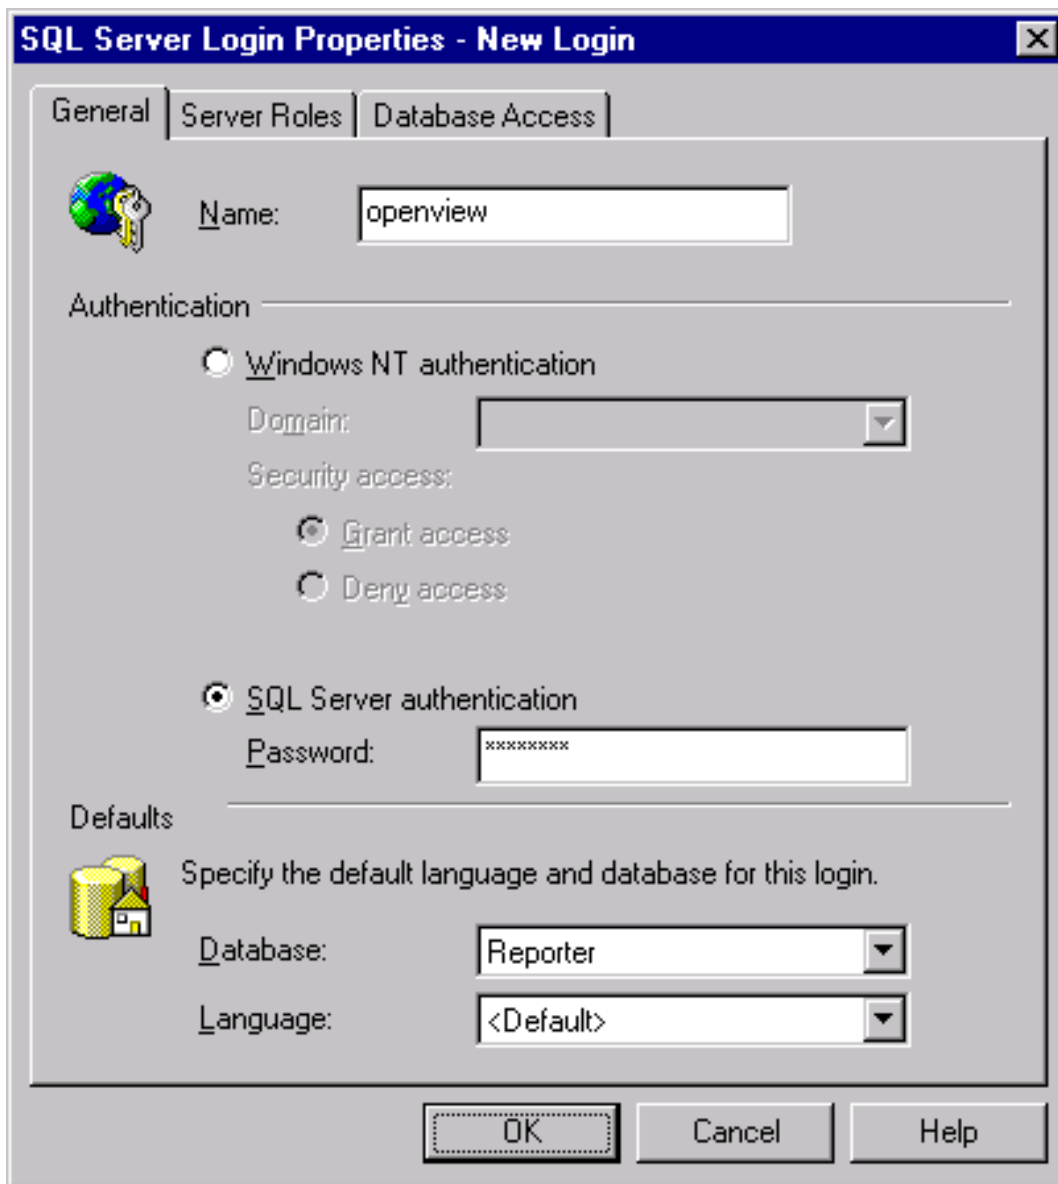 SQL Server Login Properties - New Login
General Server Roles Database Access
Name: openview
Authentication
Windows NT authentication
Domain:
Security access:
Grant access
Deny access
SQL Server authentication
Password: ********
Defaults
Specify the default language and database for this login.
Database: Reporter
Language: <Default>
OK Cancel Help